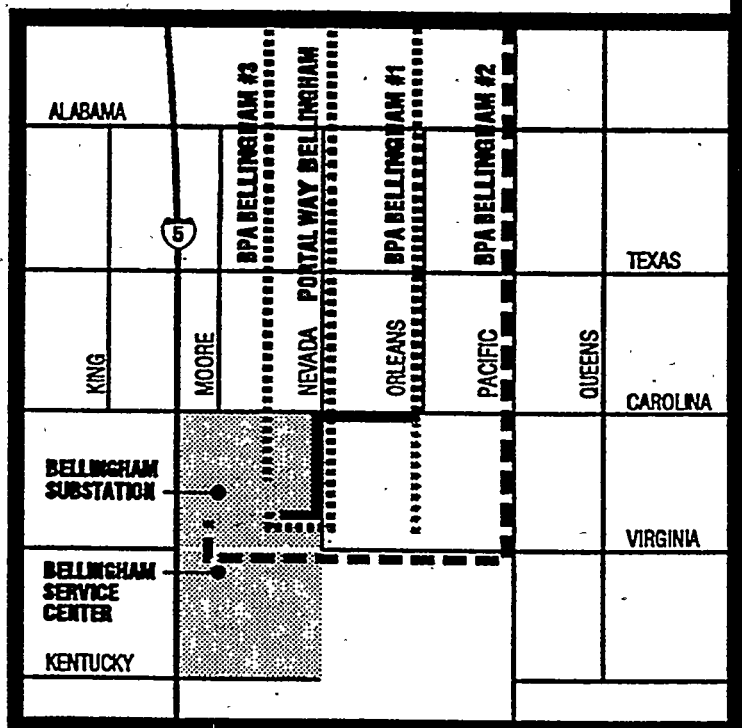 ALABAMA
BPA BELLINGHAM #3
PORTAL WAY BELLINGHAM
BPA BELLINGHAM #1
BPA BELLINGHAM #2
5
TEXAS
KING
MOORE
NEVADA
ORLEANS
PACIFIC
QUEENS
CAROLINA
BELLINGHAM
SUBSTATION
VIRGINIA
BELLINGHAM
SERVICE
CENTER
KENTUCKY